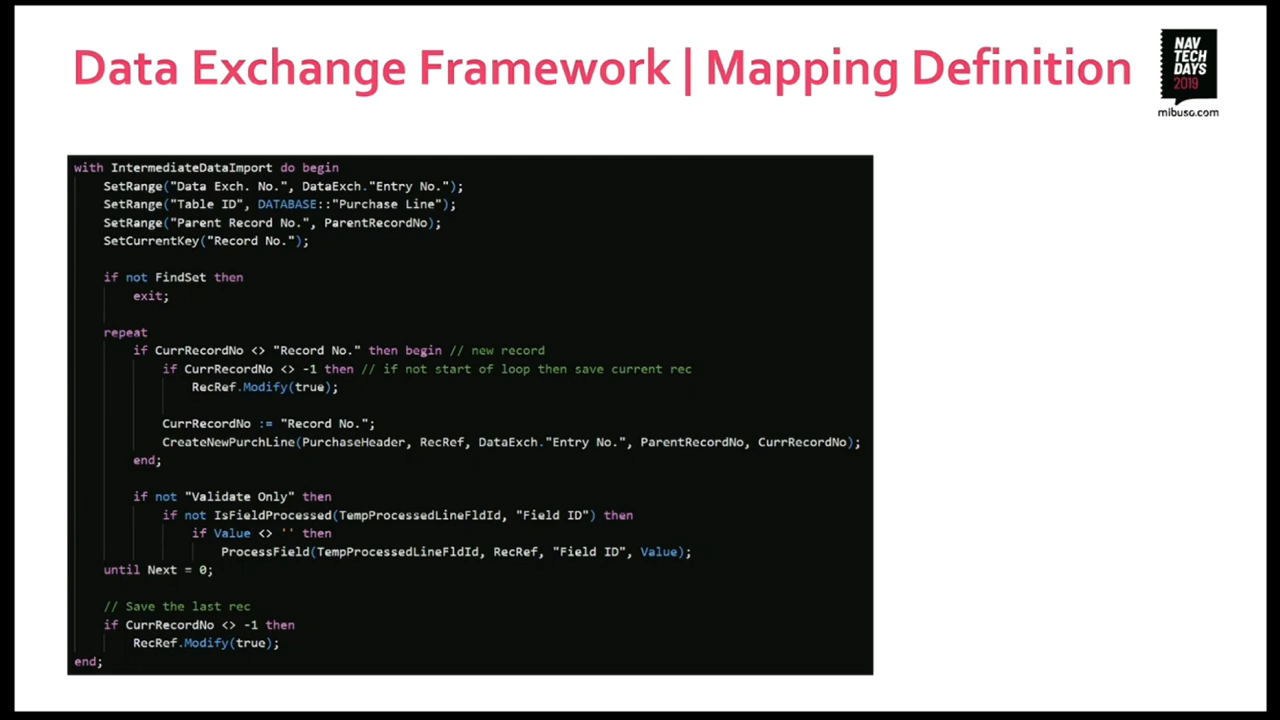 Data Exchange Framework | Mapping Definition
NAV
TECH
DAYS
2019
mibuso.com
with IntermediateDataImport do begin
SetRange("Data Exch. No.", DataExch."Entry No.");
SetRange("Table ID", DATABASE::"Purchase Line");
SetRange("Parent Record No.", ParentRecordNo);
SetCurrentKey("Record No.");
if not FindSet then
exit;
repeat
if CurrRecordNo <> "Record No." then begin // new record
if CurrRecordNo <> -1 then // if not start of loop then save current rec
RecRef.Modify(true);
CurrRecordNo := "Record No.";
CreateNewPurchLine(PurchaseHeader, RecRef, DataExch."Entry No.", ParentRecordNo, CurrRecordNo);
end;
if not "Validate Only" then
if not IsFieldProcessed(TempProcessedLineFldId, "Field ID") then
if Value <> '' then
ProcessField(TempProcessedLineFldId, RecRef, "Field ID", Value);
until Next = 0;
// Save the last rec
if CurrRecordNo <> -1 then
RecRef.Modify(true);
end;